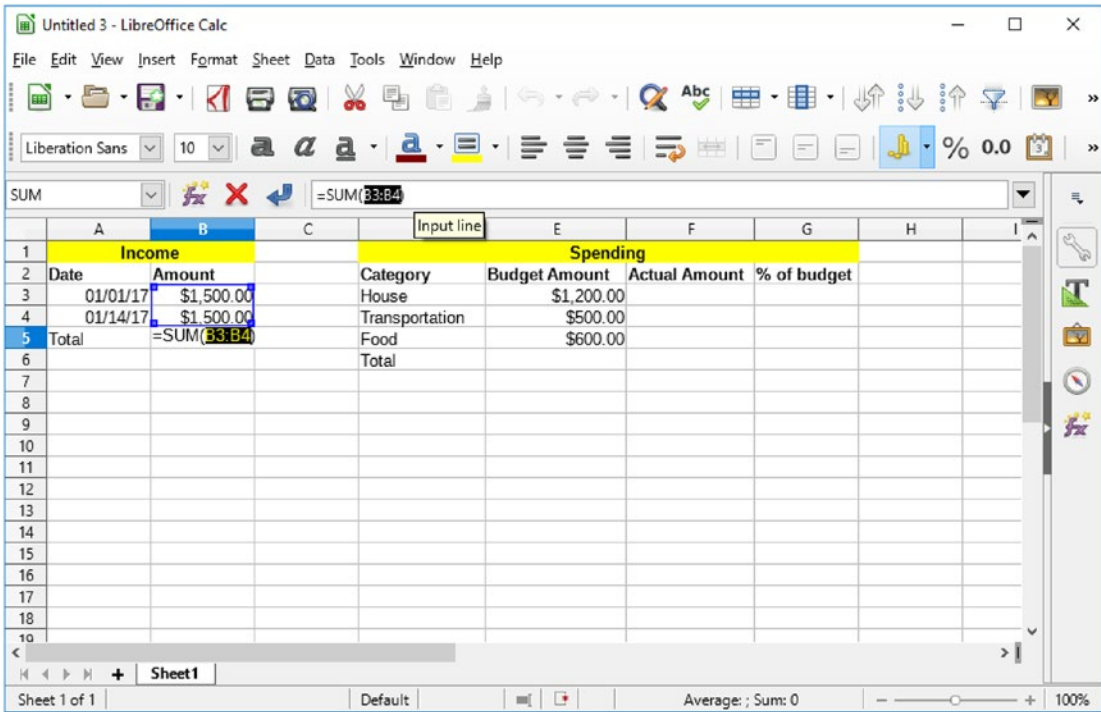 Untitled 3 - LibreOffice Calc
File Edit View Insert Format Sheet Data Tools Window Help
Abc
Liberation Sans 10 a a a a % 0.0
SUM =SUM(B3:B4)
Input line
A B C E F G H I
1 Income Spending
2 Date Amount Category Budget Amount Actual Amount % of budget
3 01/01/17 $1,500.00 House $1,200.00
4 01/14/17 $1,500.00 Transportation $500.00
5 Total =SUM(B3:B4) Food $600.00
6 Total
7
8
9
10
11
12
13
14
15
16
17
18
19
Sheet1
Sheet 1 of 1 Default Average: ; Sum: 0 100%